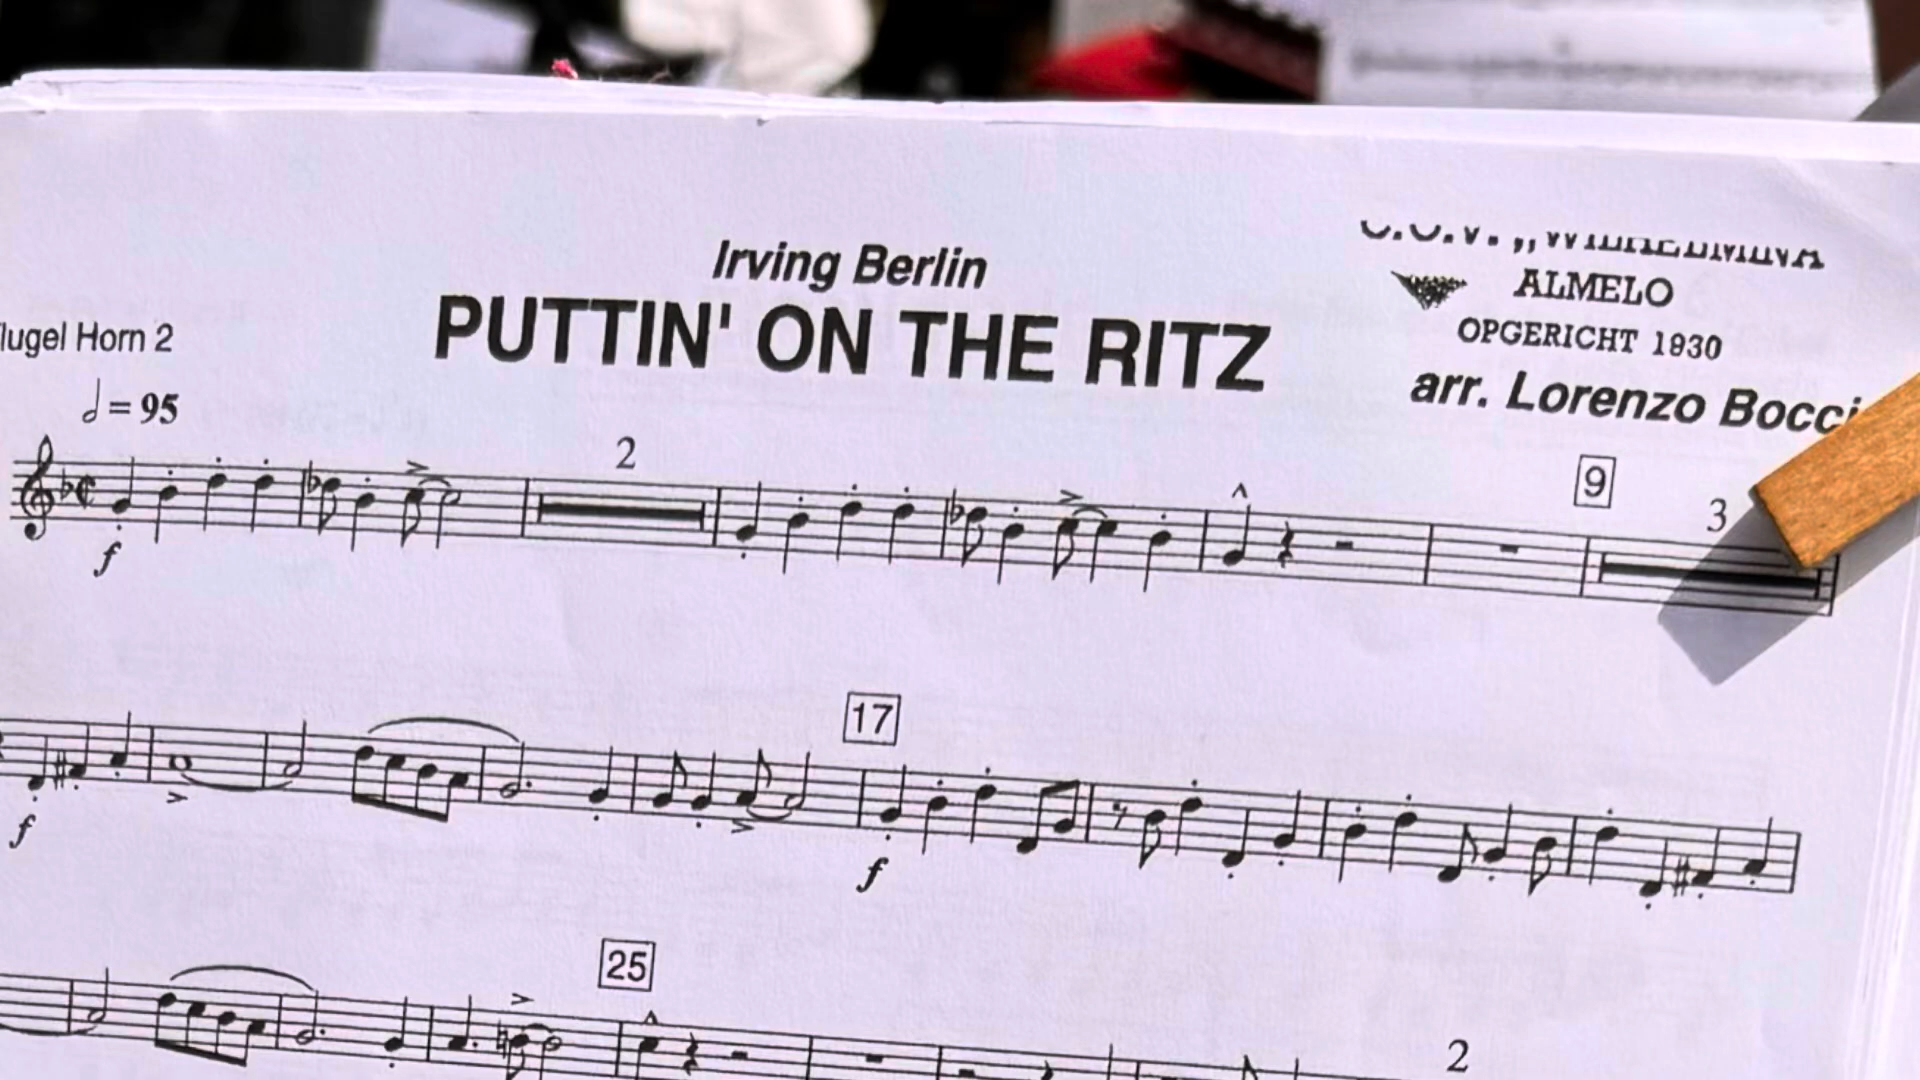 Irving Berlin
ALMELO
PUTTIN' ON THE RITZ
OPGERICHT 1930
lugel Horn 2
arr. Lorenzo Bocci
= 95
2
9
3
f
17
f
f
25
2